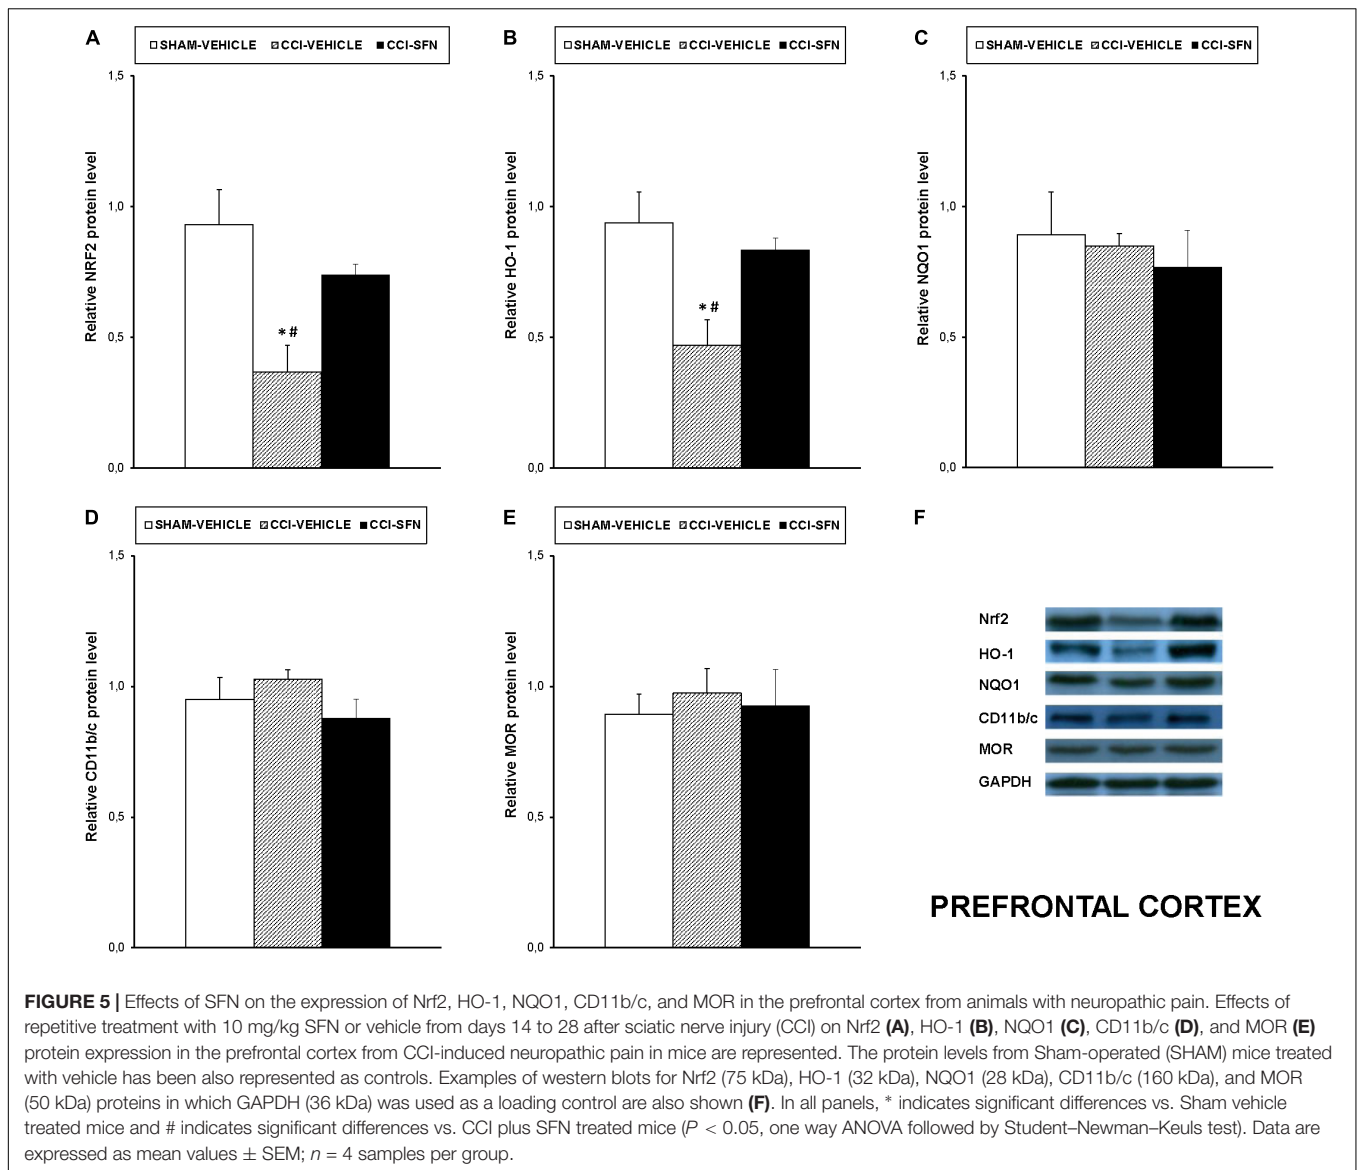 A
SHAM-VEHICLE CCI-VEHICLE CCI-SFN
Relative NRF2 protein level
1,5
1,0
0,5
0,0
*#
B
SHAM-VEHICLE CCI-VEHICLE CCI-SFN
Relative HO-1 protein level
1,5
1,0
0,5
0,0
*#
C
SHAM-VEHICLE CCI-VEHICLE CCI-SFN
Relative NQO1 protein level
1,5
1,0
0,5
0,0
D
SHAM-VEHICLE CCI-VEHICLE CCI-SFN
Relative CD11b/c protein level
1,5
1,0
0,5
0,0
E
SHAM-VEHICLE CCI-VEHICLE CCI-SFN
Relative MOR protein level
1,5
1,0
0,5
0,0
F
Nrf2
HO-1
NQO1
CD11b/c
MOR
GAPDH
PREFRONTAL CORTEX
FIGURE 5 | Effects of SFN on the expression of Nrf2, HO-1, NQO1, CD11b/c, and MOR in the prefrontal cortex from animals with neuropathic pain. Effects of
repetitive treatment with 10 mg/kg SFN or vehicle from days 14 to 28 after sciatic nerve injury (CCI) on Nrf2 (A), HO-1 (B), NQO1 (C), CD11b/c (D), and MOR (E)
protein expression in the prefrontal cortex from CCI-induced neuropathic pain in mice are represented. The protein levels from Sham-operated (SHAM) mice treated
with vehicle has been also represented as controls. Examples of western blots for Nrf2 (75 kDa), HO-1 (32 kDa), NQO1 (28 kDa), CD11b/c (160 kDa), and MOR
(50 kDa) proteins in which GAPDH (36 kDa) was used as a loading control are also shown (F). In all panels, * indicates significant differences vs. Sham vehicle
treated mice and # indicates significant differences vs. CCI plus SFN treated mice (P < 0.05, one way ANOVA followed by Student–Newman–Keuls test). Data are
expressed as mean values ± SEM; n = 4 samples per group.